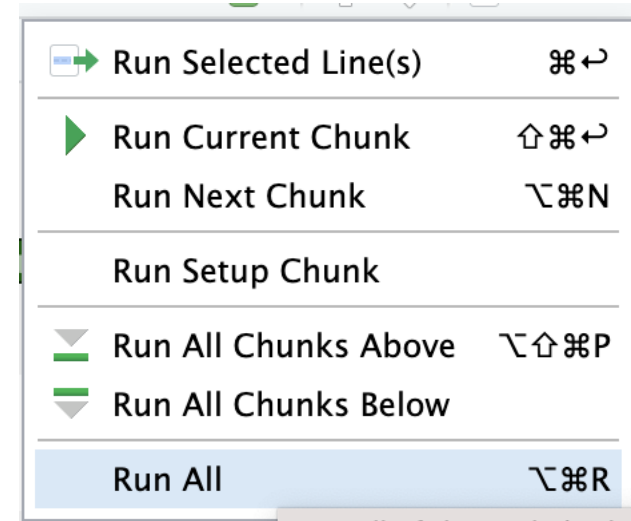 Run Selected Line(s) ⌘↩
Run Current Chunk ⇧⌘↩
Run Next Chunk ⌥⌘N
Run Setup Chunk
Run All Chunks Above ⌥⇧⌘P
Run All Chunks Below
Run All ⌥⌘R